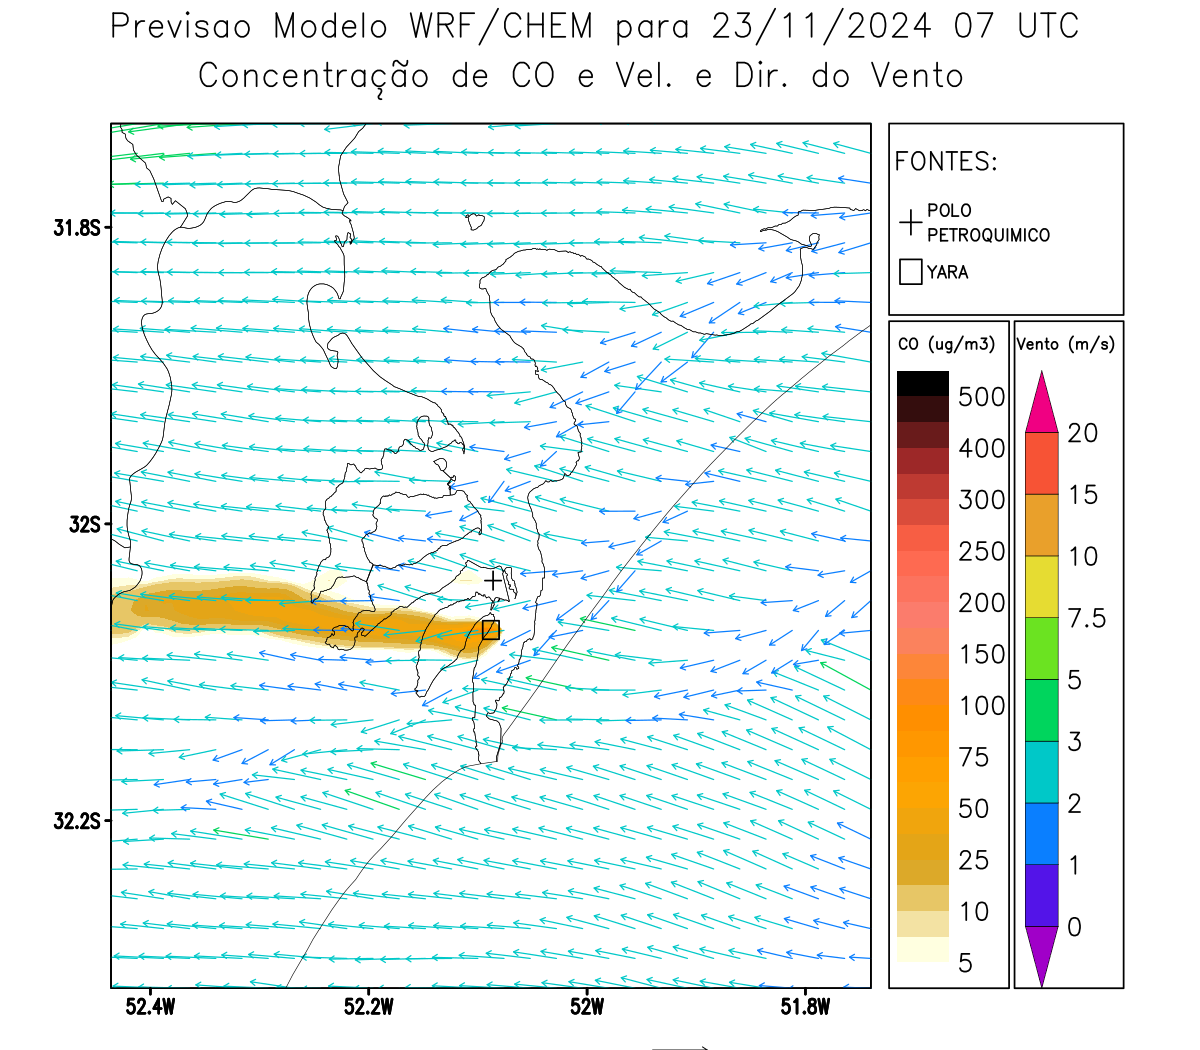 Previsao Modelo WRF/CHEM para 23/11/2024 07 UTC
Concentração de CO e Vel. e Dir. do Vento
FONTES:
POLO
PETROQUIMICO
YARA
CO (ug/m3)
500
400
300
250
200
150
100
75
50
25
10
5
Vento (m/s)
20
15
10
7.5
5
3
2
1
0
31.8S
32S
32.2S
52.4W
52.2W
52W
51.8W